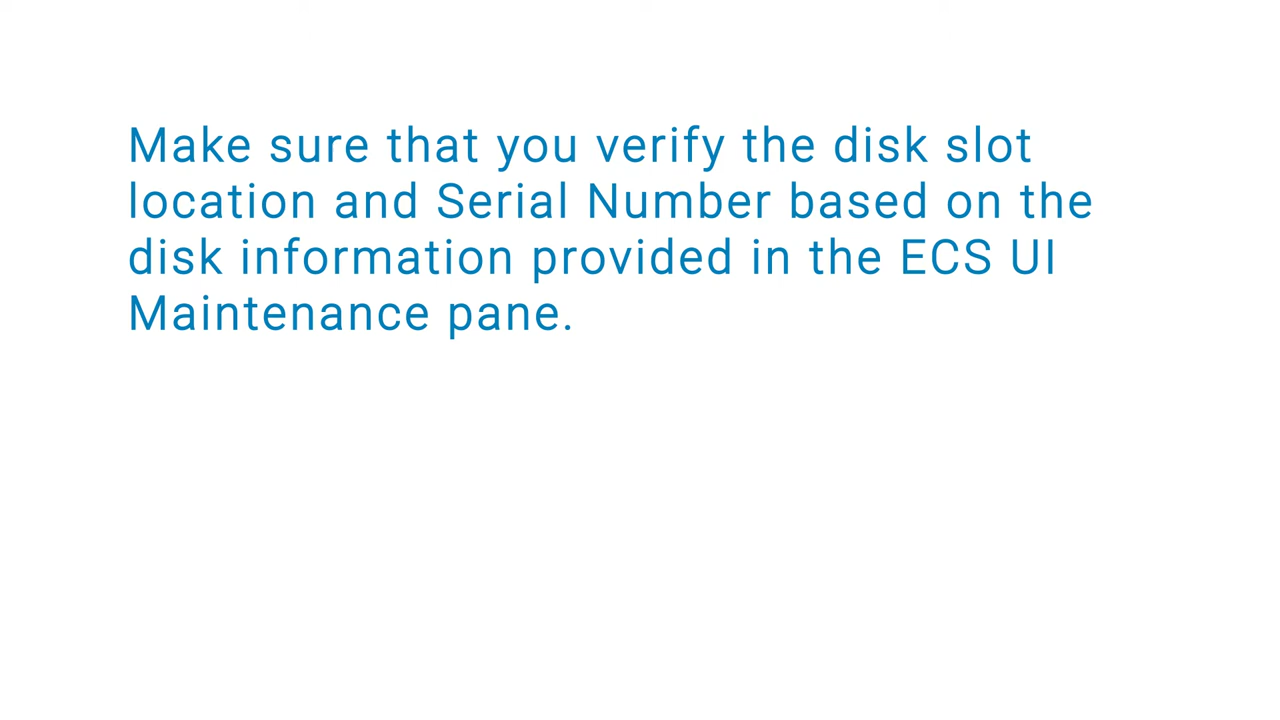 Make sure that you verify the disk slot
location and Serial Number based on the
disk information provided in the ECS UI
Maintenance pane.